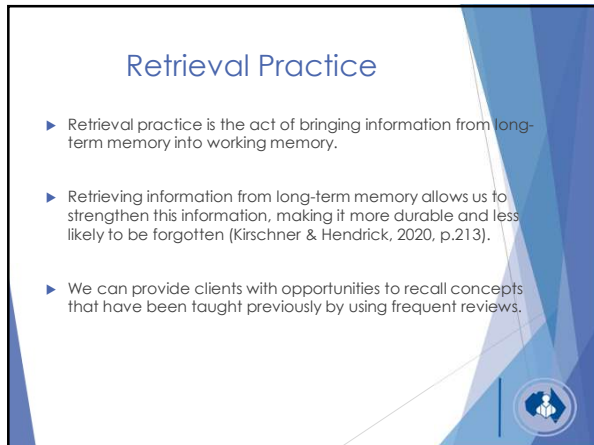 Retrieval Practice
Retrieval practice is the act of bringing information from long-
term memory into working memory.
Retrieving information from long-term memory allows us to
strengthen this information, making it more durable and less
likely to be forgotten (Kirschner & Hendrick, 2020, p.213).
We can provide clients with opportunities to recall concepts
that have been taught previously by using frequent reviews.